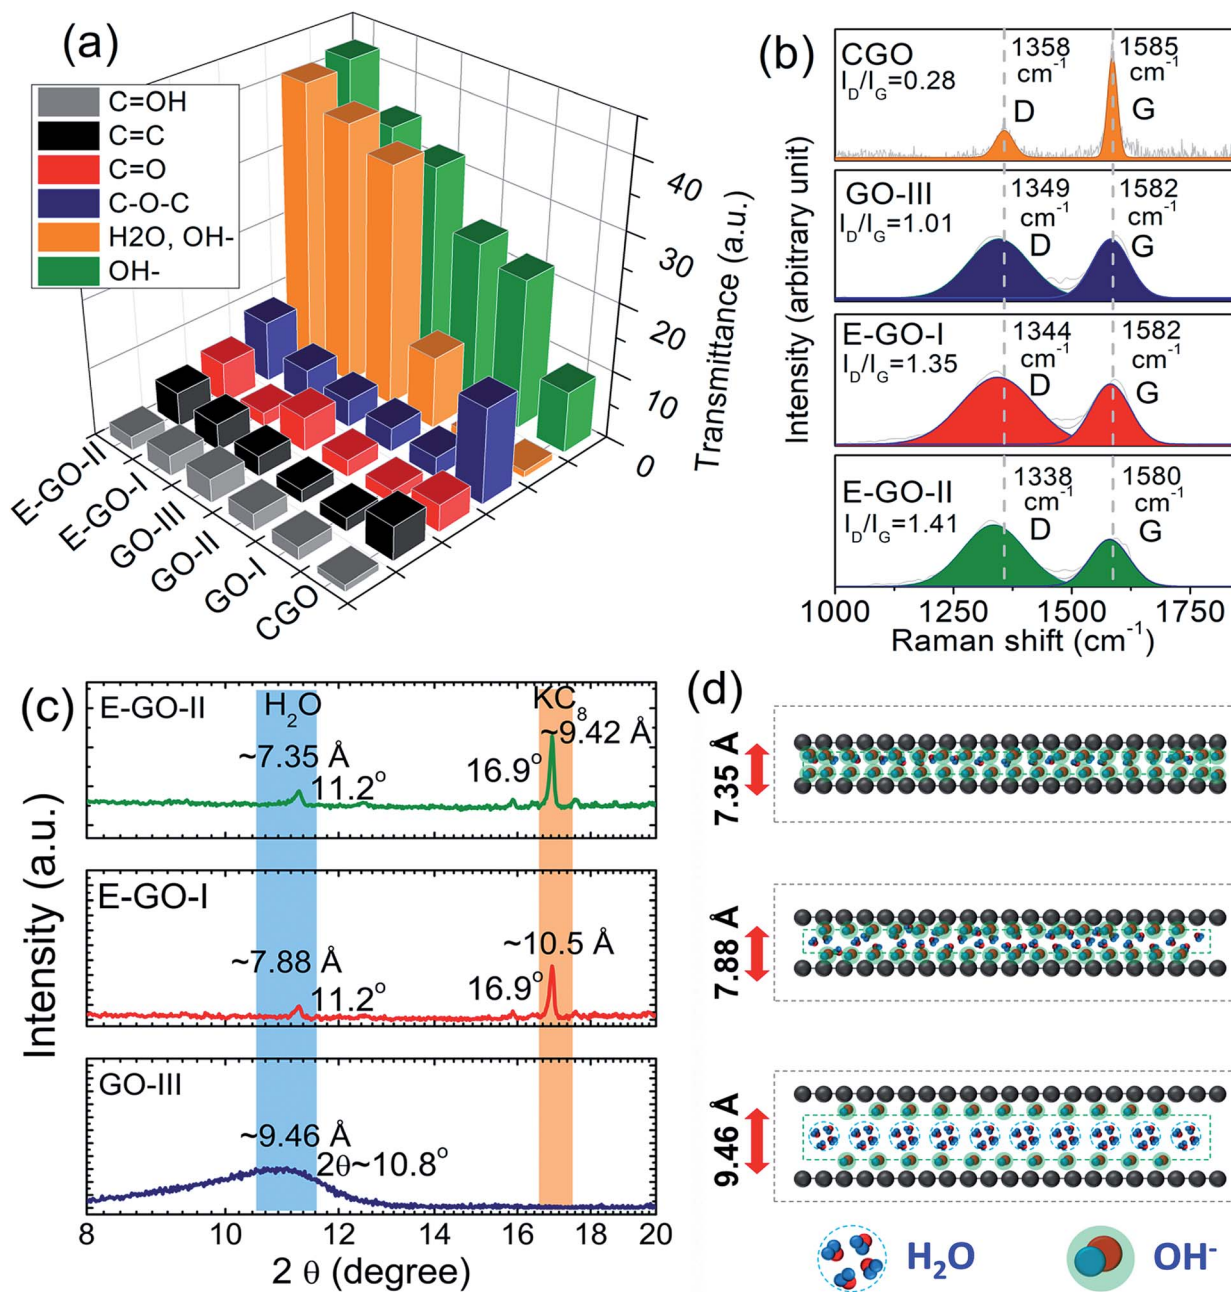 (a)
C=OH
C=C
C=O
C-O-C
H2O, OH-
OH-
40
30
20
10
0
Transmittance (a.u.)
E-GO-II
E-GO-I
GO-III
GO-II
GO-I
CGO
(b)
CGO
I_D/I_G=0.28
1358
cm⁻¹
D
1585
cm⁻¹
G
GO-III
I_D/I_G=1.01
1349
cm⁻¹
D
1582
cm⁻¹
G
E-GO-I
I_D/I_G=1.35
1344
cm⁻¹
D
1582
cm⁻¹
G
E-GO-II
I_D/I_G=1.41
1338
cm⁻¹
D
1580
cm⁻¹
G
Intensity (arbitrary unit)
1000 1250 1500 1750
Raman shift (cm⁻¹)
(c)
E-GO-II
H₂O
KC₈
~7.35 Å
~9.42 Å
11.2°
16.9°
E-GO-I
~7.88 Å
~10.5 Å
11.2°
16.9°
GO-III
~9.46 Å
2θ~10.8°
Intensity (a.u.)
8 10 12 14 16 18 20
2 θ (degree)
(d)
7.35 Å
7.88 Å
9.46 Å
H₂O
OH⁻